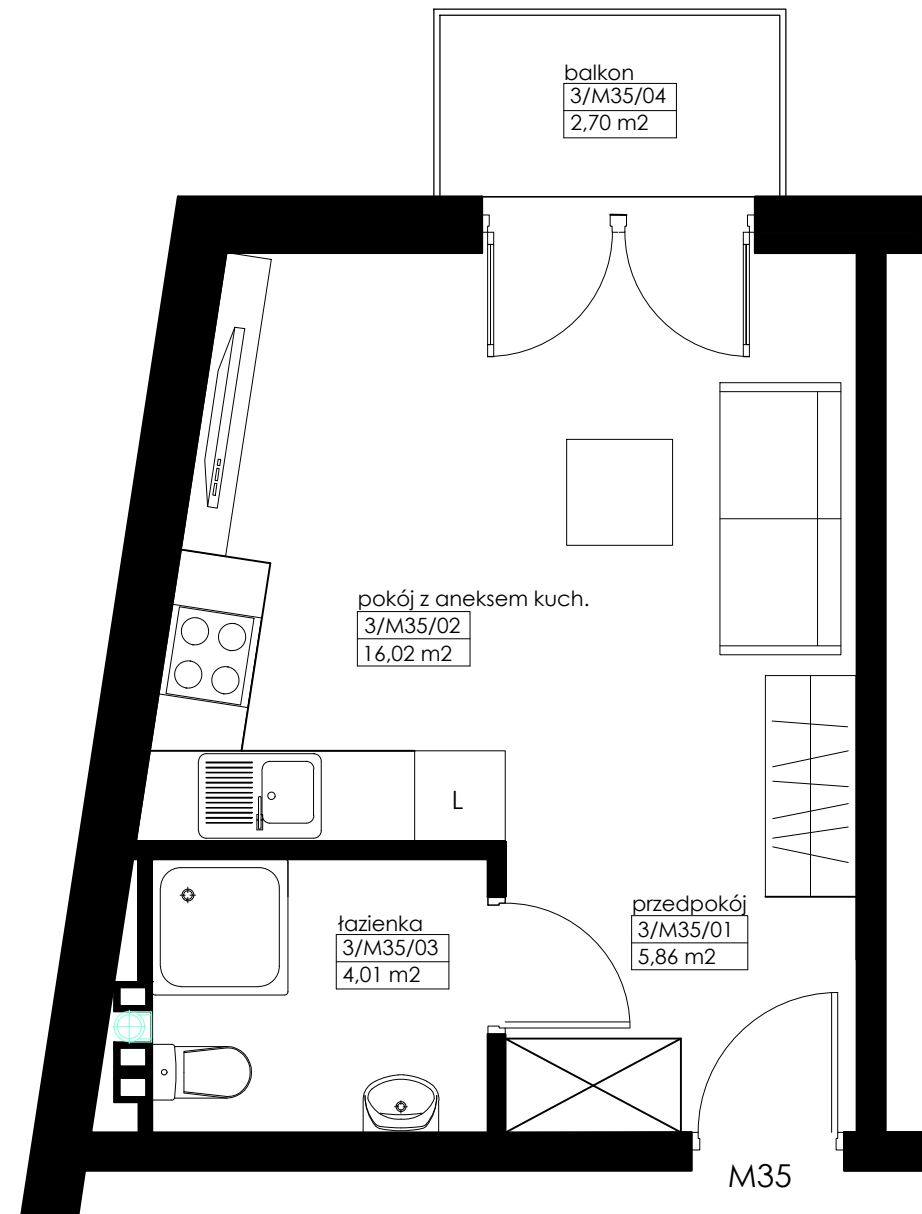 balkon
3/M35/04
2,70 m2
pokój z aneksem kuch.
3/M35/02
16,02 m2
L
przedpokój
3/M35/01
5,86 m2
łazienka
3/M35/03
4,01 m2
M35